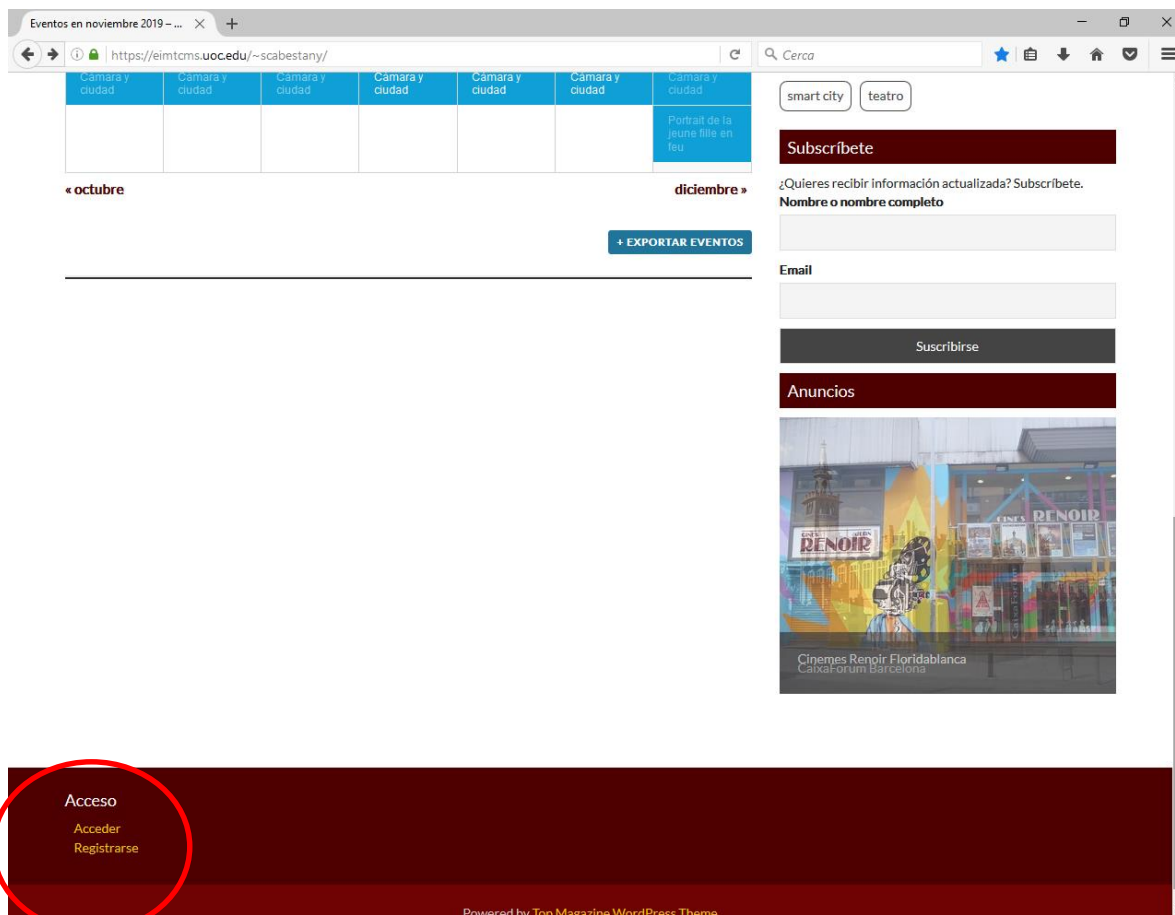 Eventos en noviembre 2019 – ...
https://eimtcms.uoc.edu/~scabestany/
Cerca
Cámara y ciudad
Cámara y ciudad
Cámara y ciudad
Cámara y ciudad
Cámara y ciudad
Cámara y ciudad
Cámara y ciudad
Portrait de la
jeune fille en
feu
« octubre
diciembre »
+ EXPORTAR EVENTOS
smart city
teatro
Subscríbete
¿Quieres recibir información actualizada? Subscríbete.
Nombre o nombre completo
Email
Suscribirse
Anuncios
CINES RENOIR
RENOIR
CaixaForum
Cinemes Renoir Floridablanca
CaixaForum Barcelona
Acceso
Acceder
Registrarse
Powered by Top Magazine WordPress Theme